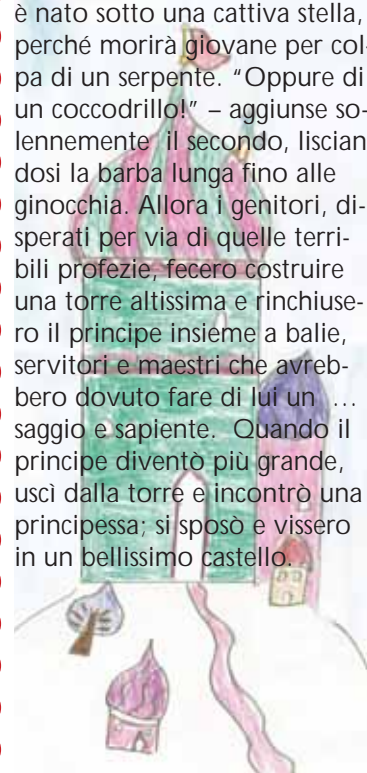 è nato sotto una cattiva stella,
perché morirà giovane per col-
pa di un serpente. "Oppure di
un coccodrillo!" – aggiunse so-
lennemente il secondo, liscian-
dosi la barba lunga fino alle
ginocchia. Allora i genitori, di-
sperati per via di quelle terri-
bili profezie, fecero costruire
una torre altissima e rinchiuse-
ro il principe insieme a balie,
servitori e maestri che avreb-
bero dovuto fare di lui un ...
saggio e sapiente. Quando il
principe diventò più grande,
uscì dalla torre e incontrò una
principessa; si sposò e vissero
in un bellissimo castello.